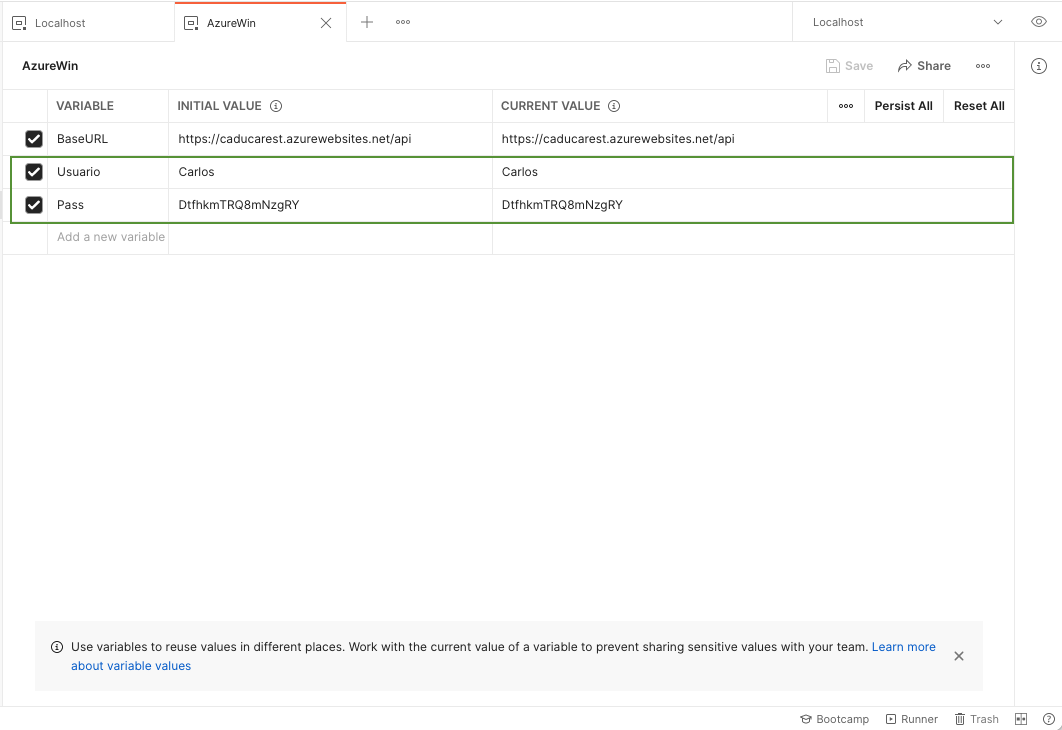 Localhost AzureWin Localhost
AzureWin Save Share
VARIABLE INITIAL VALUE CURRENT VALUE Persist All Reset All
BaseURL https://caducarest.azurewebsites.net/api https://caducarest.azurewebsites.net/api
Usuario Carlos Carlos
Pass DtfhkmTRQ8mNzgRY DtfhkmTRQ8mNzgRY
Add a new variable
Use variables to reuse values in different places. Work with the current value of a variable to prevent sharing sensitive values with your team. Learn more
about variable values
Bootcamp Runner Trash